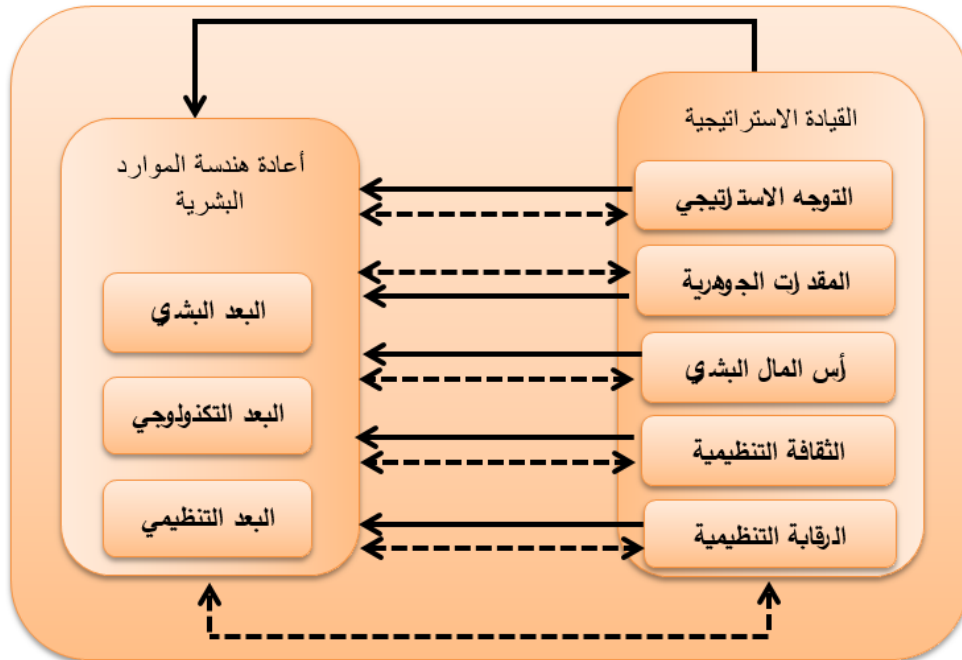 القيادة الاستراتيجية
التوجه الاستراتيجي
المقدرات الجوهرية
رأس المال البشري
الثقافة التنظيمية
الرقابة التنظيمية
أعادة هندسة الموارد
البشرية
البعد البشري
البعد التكنولوجي
البعد التنظيمي